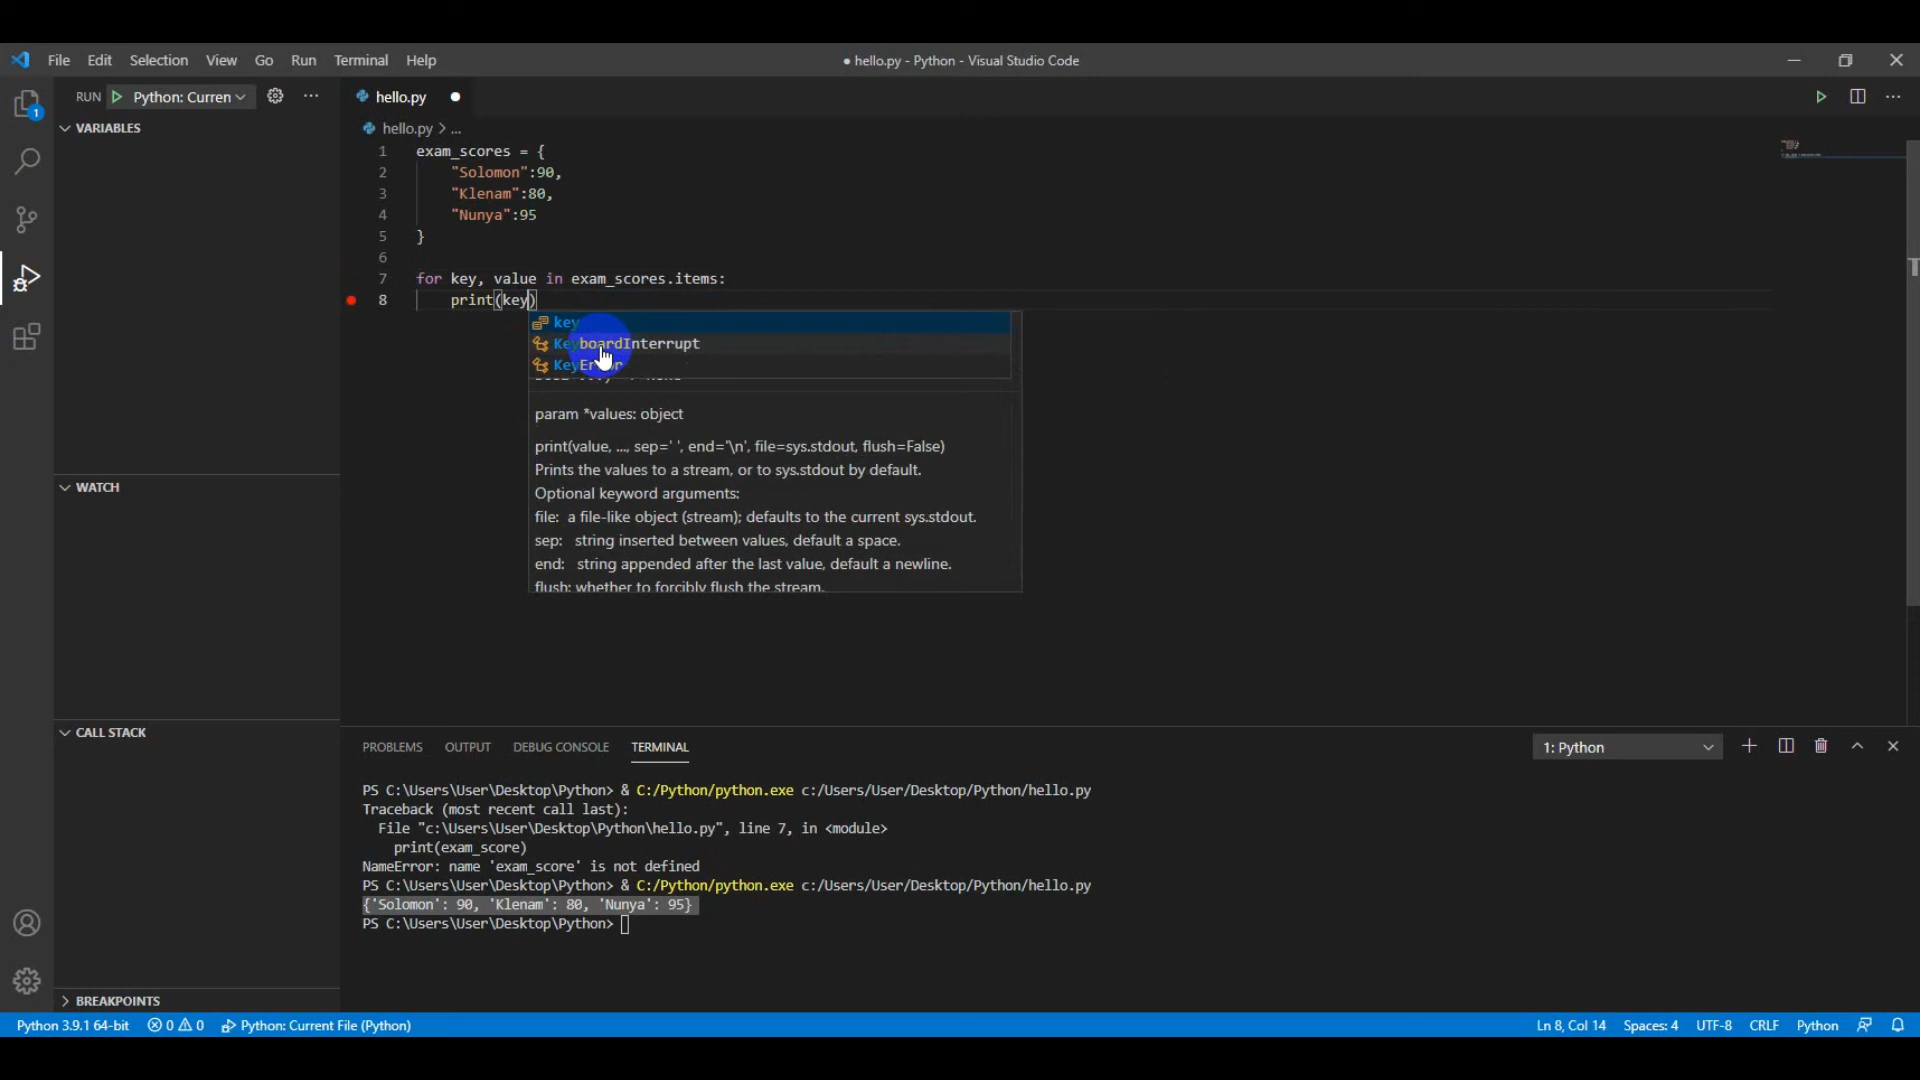 File Edit Selection View Go Run Terminal Help
● hello.py - Python - Visual Studio Code
RUN Python: Curren
hello.py
VARIABLES
hello.py > ...
1
1 exam_scores = {
2 "Solomon":90,
3 "Klenam":80,
4 "Nunya":95
5 }
6
7 for key, value in exam_scores.items:
8 print(key)
key
KeyboardInterrupt
param *values: object
print(value, ..., sep=' ', end='\n', file=sys.stdout, flush=False)
Prints the values to a stream, or to sys.stdout by default.
Optional keyword arguments:
file: a file-like object (stream); defaults to the current sys.stdout.
sep: string inserted between values, default a space.
end: string appended after the last value, default a newline.
flush: whether to forcibly flush the stream.
WATCH
CALL STACK
BREAKPOINTS
PROBLEMS OUTPUT DEBUG CONSOLE TERMINAL
1: Python
PS C:\Users\User\Desktop\Python> & C:/Python/python.exe c:/Users/User/Desktop/Python/hello.py
Traceback (most recent call last):
File "c:\Users\User\Desktop\Python\hello.py", line 7, in <module>
print(exam_score)
NameError: name 'exam_score' is not defined
PS C:\Users\User\Desktop\Python> & C:/Python/python.exe c:/Users/User/Desktop/Python/hello.py
{'Solomon': 90, 'Klenam': 80, 'Nunya': 95}
PS C:\Users\User\Desktop\Python>
Python 3.9.1 64-bit 0 0 Python: Current File (Python)
Ln 8, Col 14 Spaces: 4 UTF-8 CRLF Python